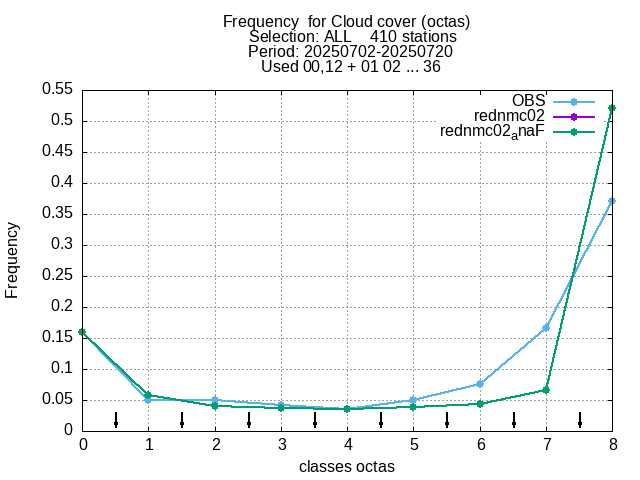 Frequency  for Cloud cover (octas)
Selection: ALL    410 stations
Period: 20250702-20250720
Used 00,12 + 01 02 ... 36
OBS
rednmc02
rednmc02anaF
0.55
0.5
0.45
0.4
0.35
0.3
0.25
0.2
0.15
0.1
0.05
0
Frequency
0 1 2 3 4 5 6 7 8
classes octas